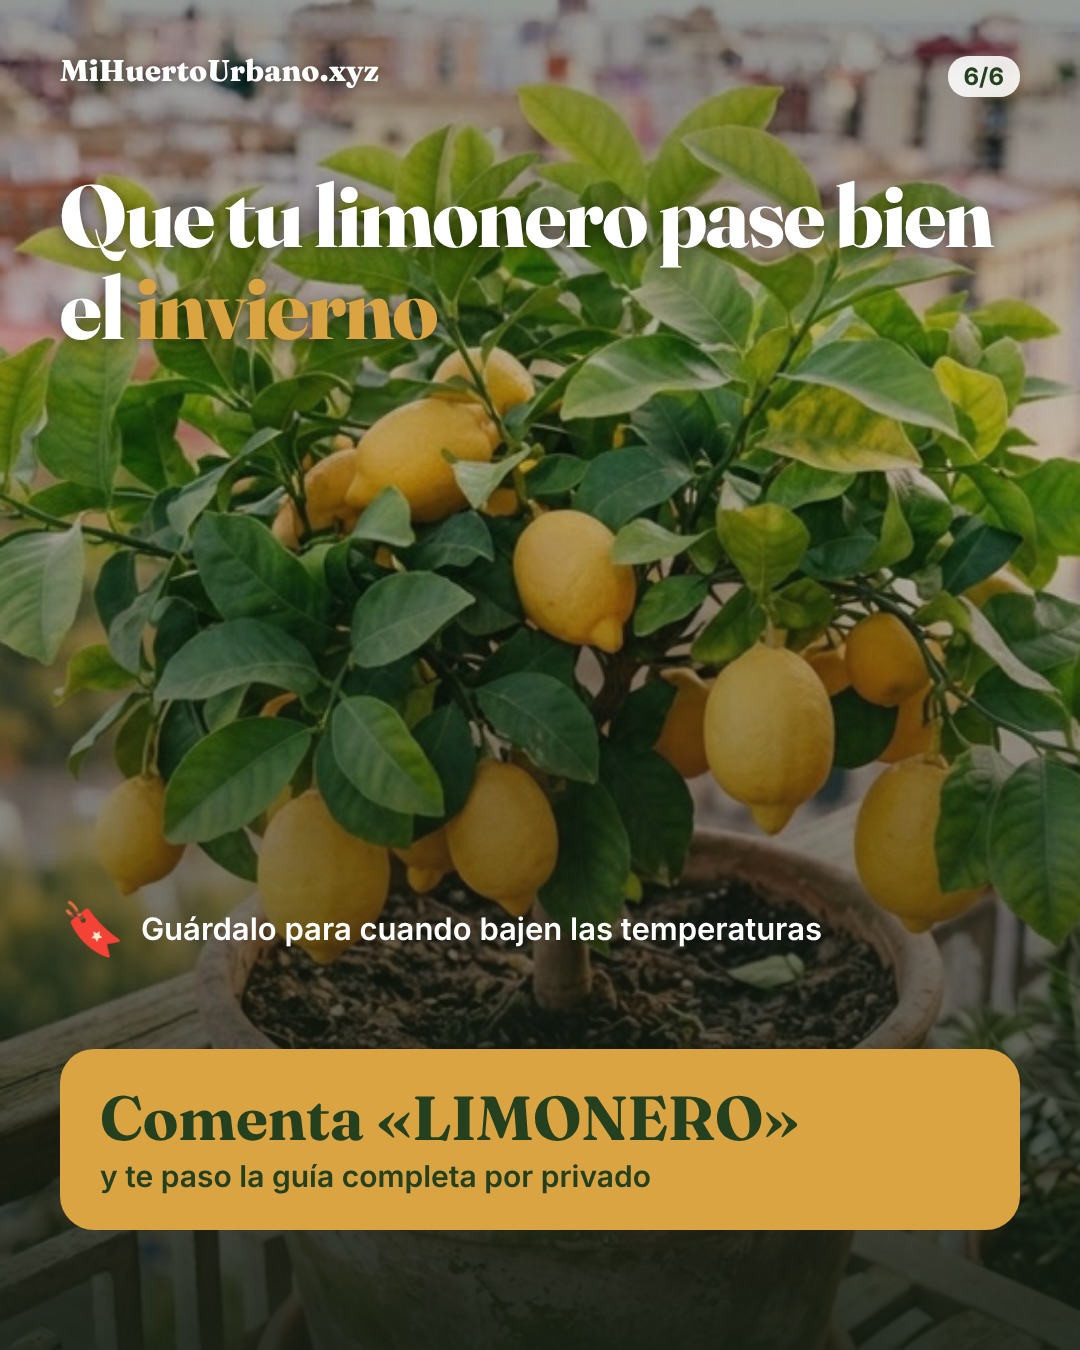 MiHuertoUrbano.xyz
6/6
Que tu limonero pase bien
el invierno
Guárdalo para cuando bajen las temperaturas
Comenta «LIMONERO»
y te paso la guía completa por privado